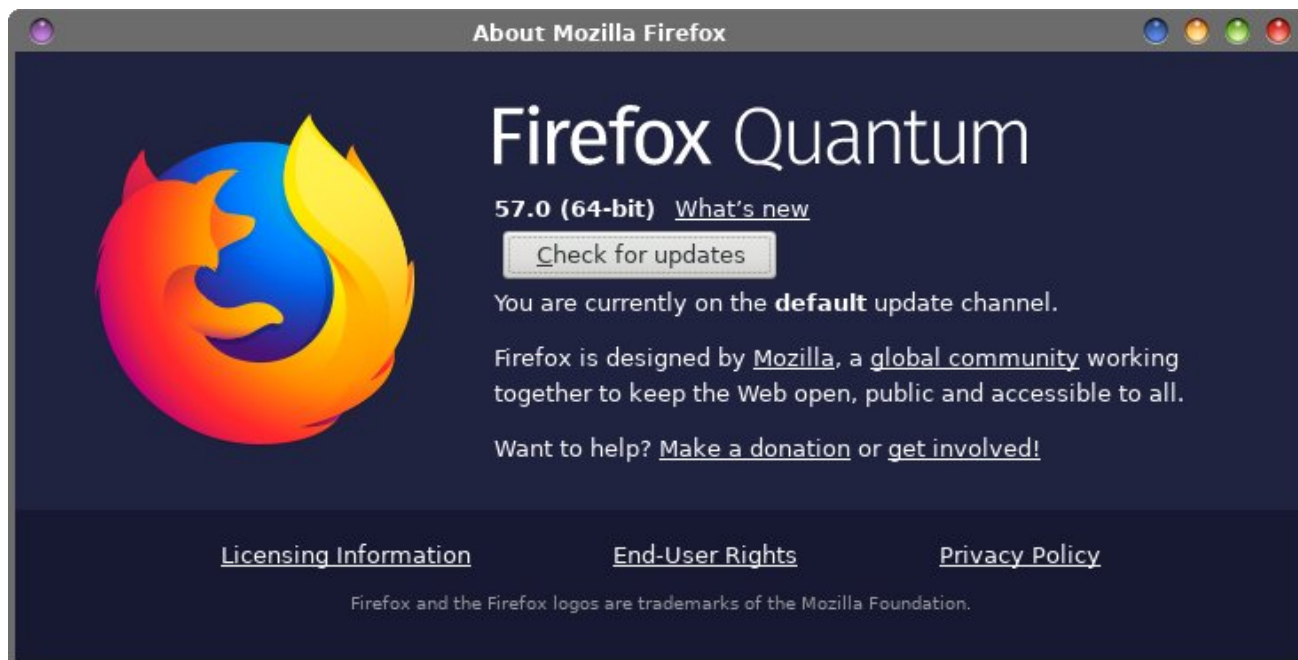 About Mozilla Firefox
Firefox Quantum
57.0 (64-bit) What's new
Check for updates
You are currently on the default update channel.
Firefox is designed by Mozilla, a global community working
together to keep the Web open, public and accessible to all.
Want to help? Make a donation or get involved!
Licensing Information End-User Rights Privacy Policy
Firefox and the Firefox logos are trademarks of the Mozilla Foundation.